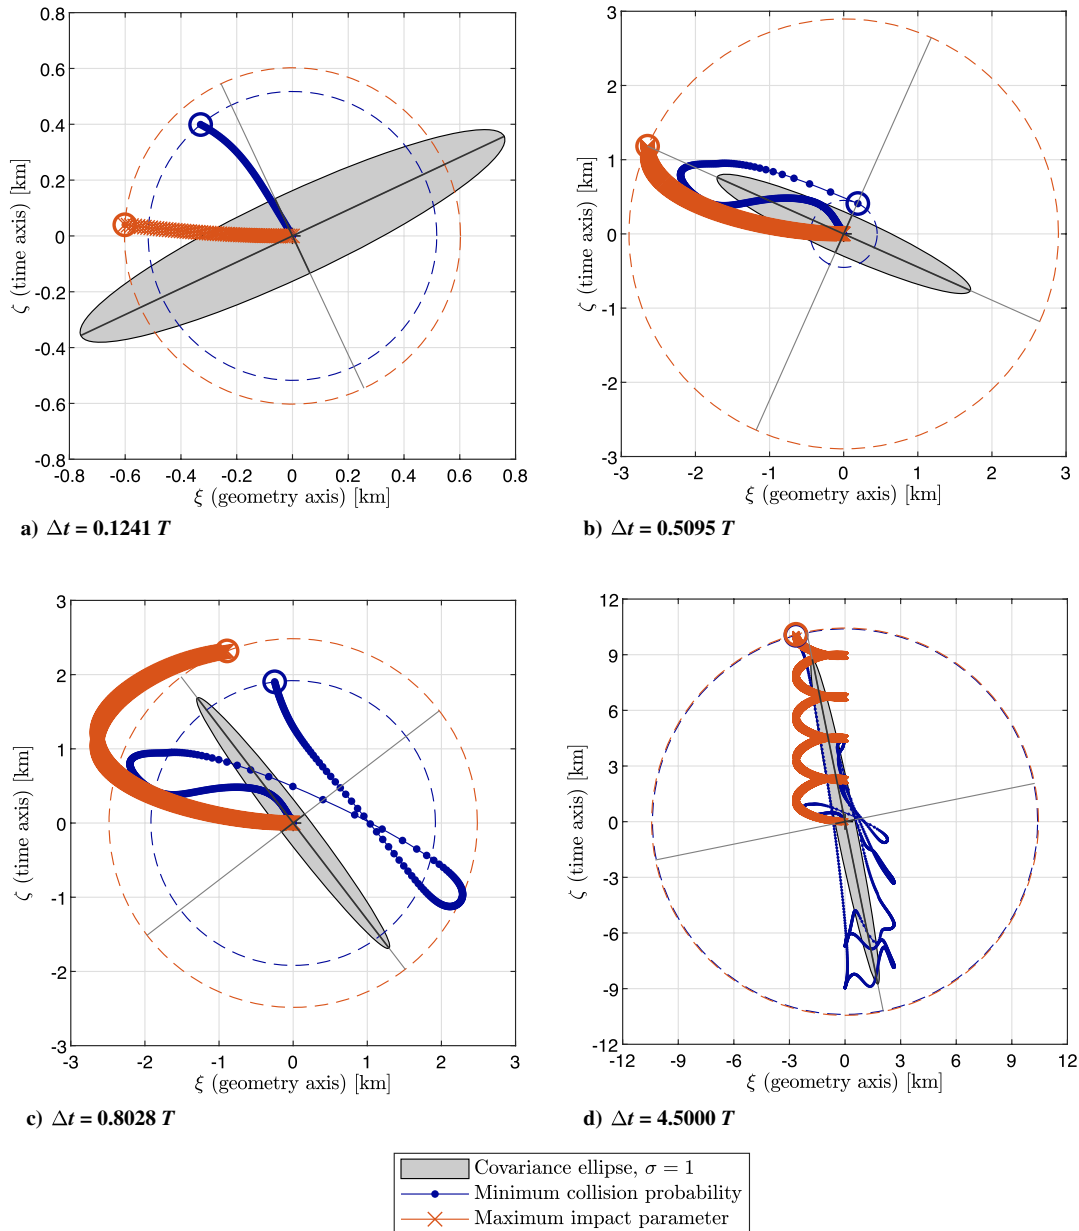 0.8
0.6
0.4
0.2
0
-0.2
-0.4
-0.6
0.8
-0.8 -0.6 -0.4 -0.2 0 0.2 0.4 0.6 0.8
ζ (time axis) [km]
ξ (geometry axis) [km]
a) Δt = 0.1241 T
3
2
1
0
-1
-2
-3
-3 -2 -1 0 1 2 3
ζ (time axis) [km]
ξ (geometry axis) [km]
b) Δt = 0.5095 T
3
2
1
0
-1
-2
-3
-3 -2 -1 0 1 2 3
ζ (time axis) [km]
ξ (geometry axis) [km]
c) Δt = 0.8028 T
12
9
6
3
0
-3
-6
-9
-12
-12 -9 -6 -3 0 3 6 9 12
ζ (time axis) [km]
ξ (geometry axis) [km]
d) Δt = 4.5000 T
Covariance ellipse, σ = 1
Minimum collision probability
Maximum impact parameter